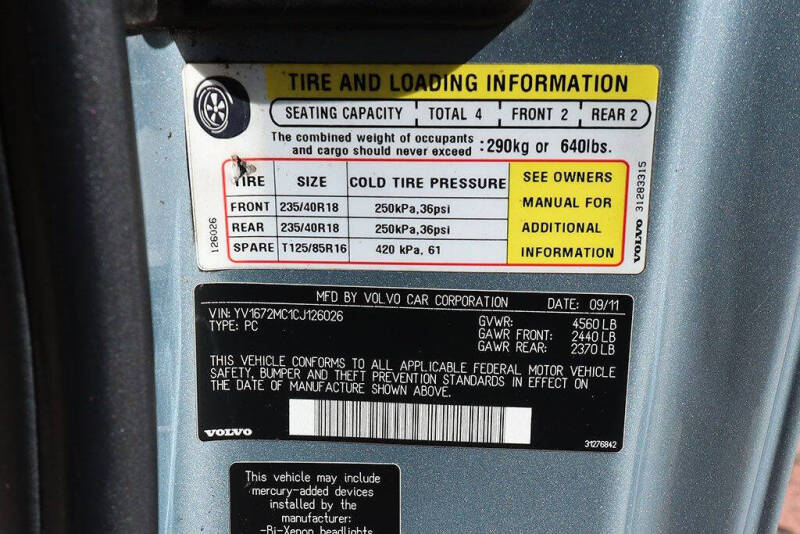 TIRE AND LOADING INFORMATION
SEATING CAPACITY TOTAL 4 FRONT 2 REAR 2
The combined weight of occupants
and cargo should never exceed :290kg or 640lbs.
TIRE SIZE COLD TIRE PRESSURE
FRONT 235/40R18 250kPa,36psi
REAR 235/40R18 250kPa,36psi
SPARE T125/85R16 420 kPa, 61
SEE OWNERS
MANUAL FOR
ADDITIONAL
INFORMATION
126026
VOLVO 31283315
MFD BY VOLVO CAR CORPORATION DATE: 09/11
VIN: YV1672MC1CJ126026
TYPE: PC
GVWR: 4560 LB
GAWR FRONT: 2440 LB
GAWR REAR: 2370 LB
THIS VEHICLE CONFORMS TO ALL APPLICABLE FEDERAL MOTOR VEHICLE
SAFETY, BUMPER AND THEFT PREVENTION STANDARDS IN EFFECT ON
THE DATE OF MANUFACTURE SHOWN ABOVE.
VOLVO 31276842
This vehicle may include
mercury-added devices
installed by the
manufacturer:
-Bi-Xenon headlights